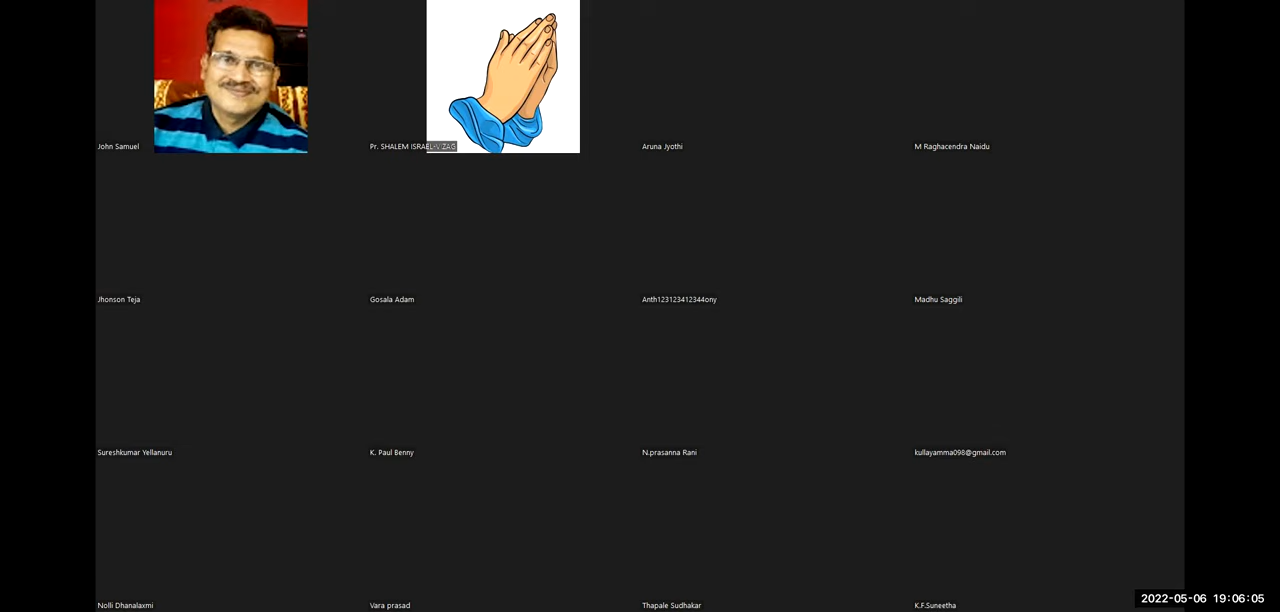 John Samuel
Pr. SHALEM ISRAEL-VIZAG
Aruna Jyothi
M Raghacendra Naidu
Jhonson Teja
Gosala Adam
Anth123123412344ony
Madhu Saggili
Sureshkumar Yellanuru
K. Paul Benny
N.prasanna Rani
kullayamma098@gmail.com
Nolli Dhanalaxmi
Vara prasad
Thapale Sudhakar
K.F.Suneetha
2022-05-06 19:06:05